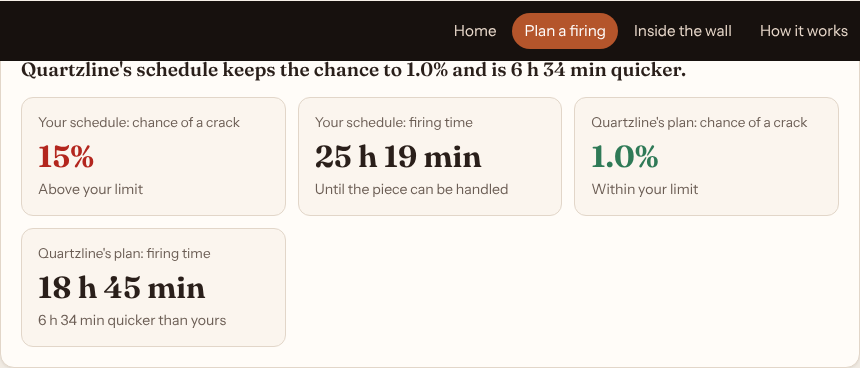 Home Plan a firing Inside the wall How it works
Quartzline's schedule keeps the chance to 1.0% and is 6 h 34 min quicker.
Your schedule: chance of a crack
15%
Above your limit
Your schedule: firing time
25 h 19 min
Until the piece can be handled
Quartzline's plan: chance of a crack
1.0%
Within your limit
Quartzline's plan: firing time
18 h 45 min
6 h 34 min quicker than yours